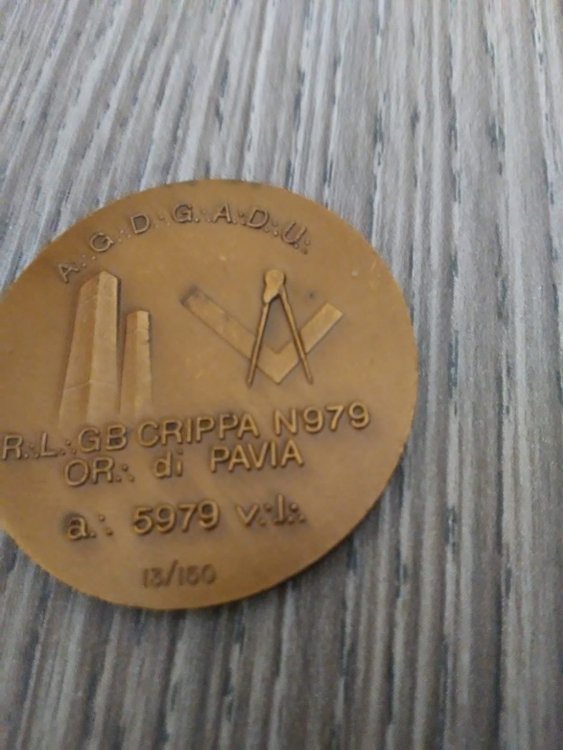 A∴G∴D∴G∴A∴D∴U∴
R∴L∴GB CRIPPA N979
OR∴ di PAVIA
a∴ 5979 v∴l∴
13/150